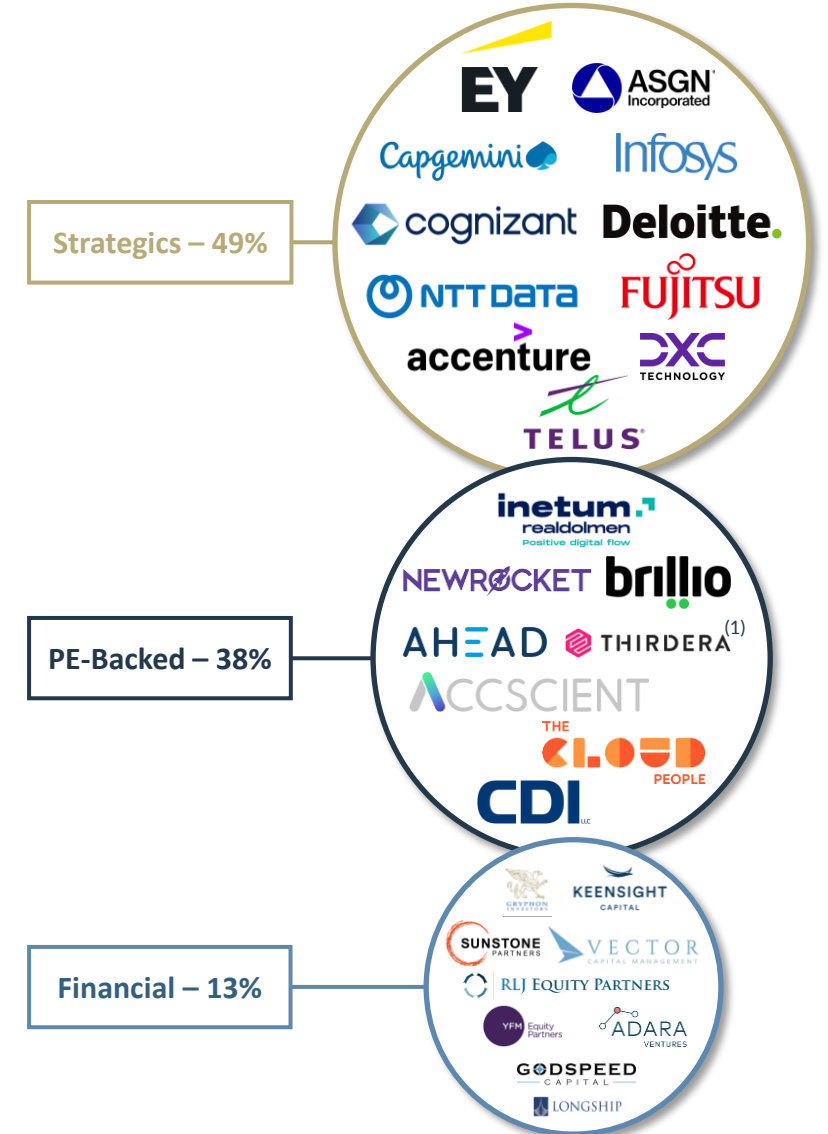 EY
ASGN
Incorporated
Capgemini
Infosys
Strategics – 49%
cognizant
Deloitte.
NTT DATA
FUJITSU
accenture
DXC
TECHNOLOGY
TELUS®
inetum.
realdolmen
Positive digital flow
NEWROCKET
brillio
PE-Backed – 38%
AHEAD
THIRDERA(1)
ACCSCIENT
THE
CLOUD
PEOPLE
CDI
LLC
GRYPHON
INVESTORS
KEENSIGHT
CAPITAL
SUNSTONE
PARTNERS
VECTOR
CAPITAL MANAGEMENT
Financial – 13%
RLJ EQUITY PARTNERS
YFM Equity
Partners
ADARA
VENTURES
GODSPEED
CAPITAL
LONGSHIP